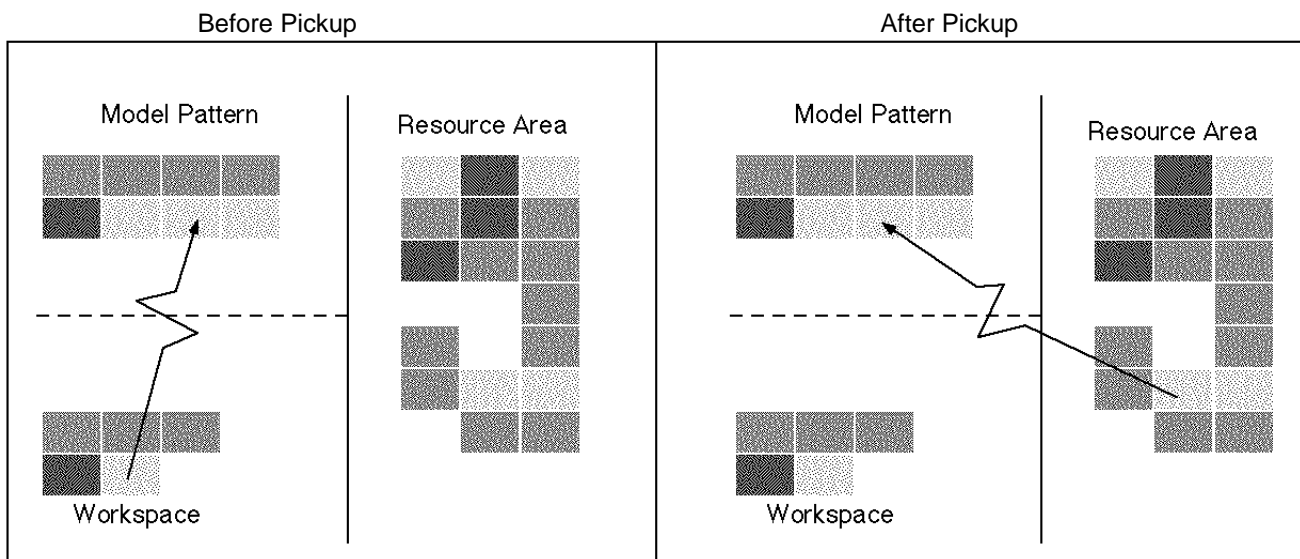 Before Pickup
After Pickup
Model Pattern
Resource Area
Workspace
Model Pattern
Resource Area
Workspace